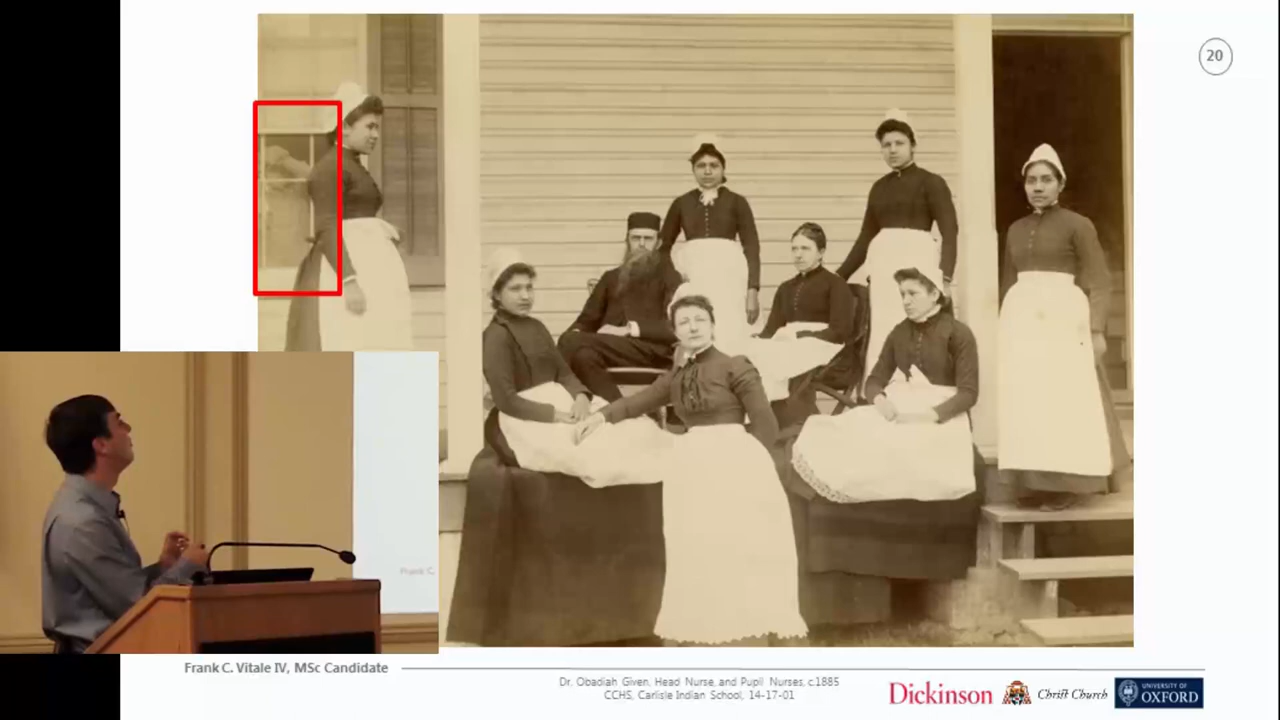 20
Frank C.
Frank C. Vitale IV, MSc Candidate
Dr. Obadiah Given, Head Nurse, and Pupil Nurses, c.1885
CCHS, Carlisle Indian School, 14-17-01
Dickinson
Christ Church
UNIVERSITY OF
OXFORD